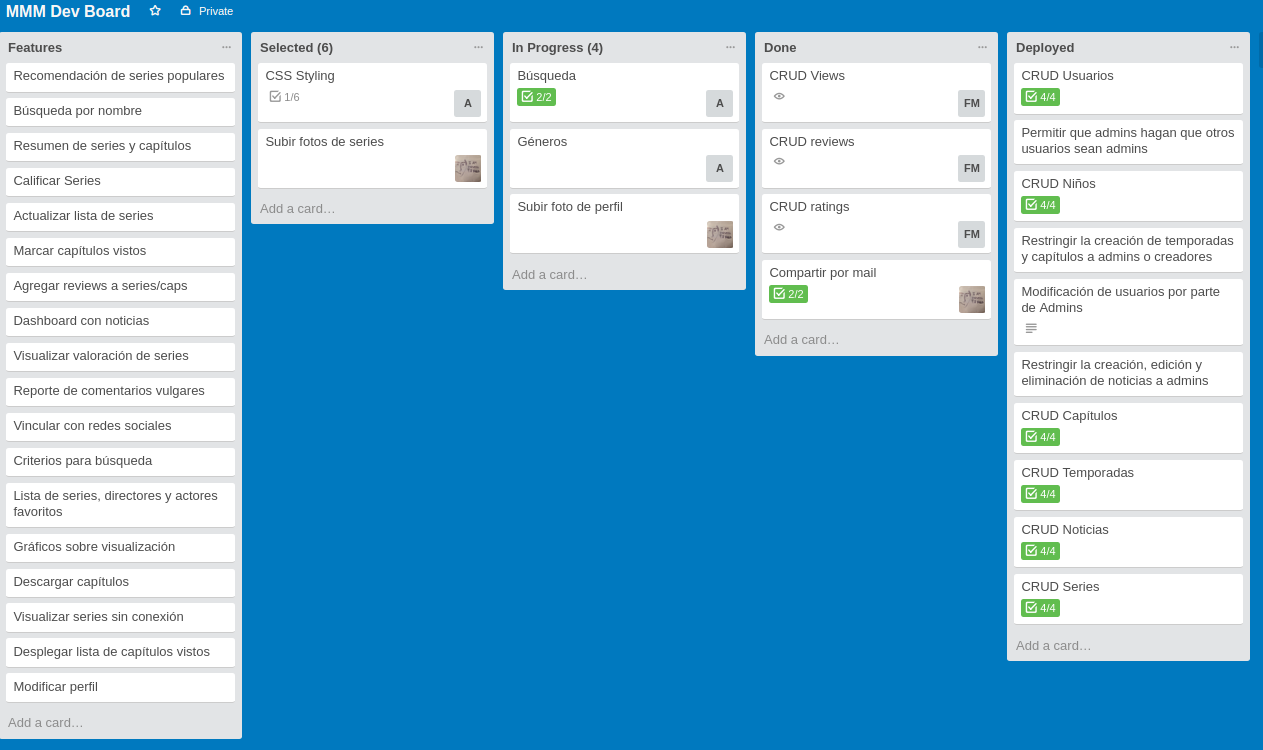 MMM Dev Board
Private
Features
Recomendación de series populares
Búsqueda por nombre
Resumen de series y capítulos
Calificar Series
Actualizar lista de series
Marcar capítulos vistos
Agregar reviews a series/caps
Dashboard con noticias
Visualizar valoración de series
Reporte de comentarios vulgares
Vincular con redes sociales
Criterios para búsqueda
Lista de series, directores y actores
favoritos
Gráficos sobre visualización
Descargar capítulos
Visualizar series sin conexión
Desplegar lista de capítulos vistos
Modificar perfil
Add a card…
Selected (6)
CSS Styling
1/6
A
Subir fotos de series
Add a card…
In Progress (4)
Búsqueda
2/2
A
Géneros
A
Subir foto de perfil
Add a card…
Done
CRUD Views
FM
CRUD reviews
FM
CRUD ratings
FM
Compartir por mail
2/2
Add a card…
Deployed
CRUD Usuarios
4/4
Permitir que admins hagan que otros
usuarios sean admins
CRUD Niños
4/4
Restringir la creación de temporadas
y capítulos a admins o creadores
Modificación de usuarios por parte
de Admins
Restringir la creación, edición y
eliminación de noticias a admins
CRUD Capítulos
4/4
CRUD Temporadas
4/4
CRUD Noticias
4/4
CRUD Series
4/4
Add a card…